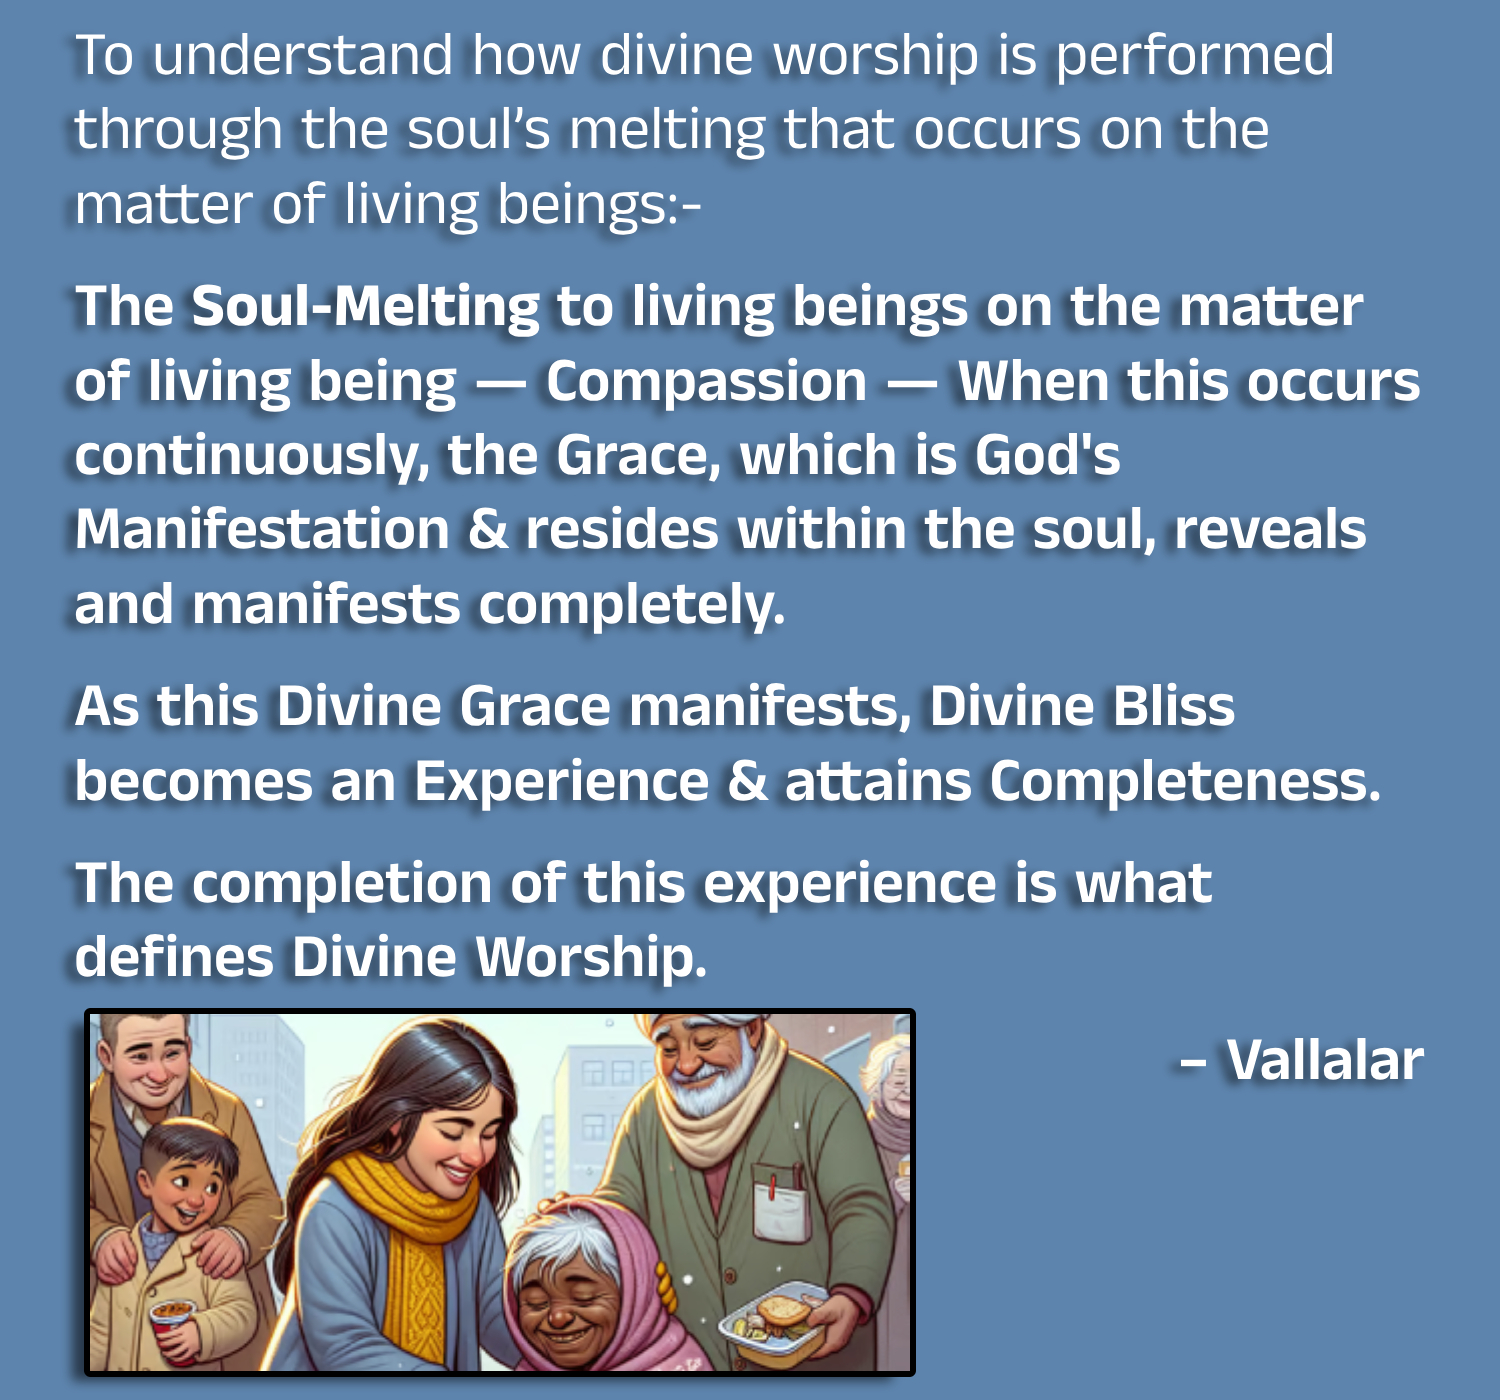 To understand how divine worship is performed
through the soul’s melting that occurs on the
matter of living beings:-
The Soul-Melting to living beings on the matter
of living being — Compassion — When this occurs
continuously, the Grace, which is God's
Manifestation & resides within the soul, reveals
and manifests completely.
As this Divine Grace manifests, Divine Bliss
becomes an Experience & attains Completeness.
The completion of this experience is what
defines Divine Worship.
– Vallalar